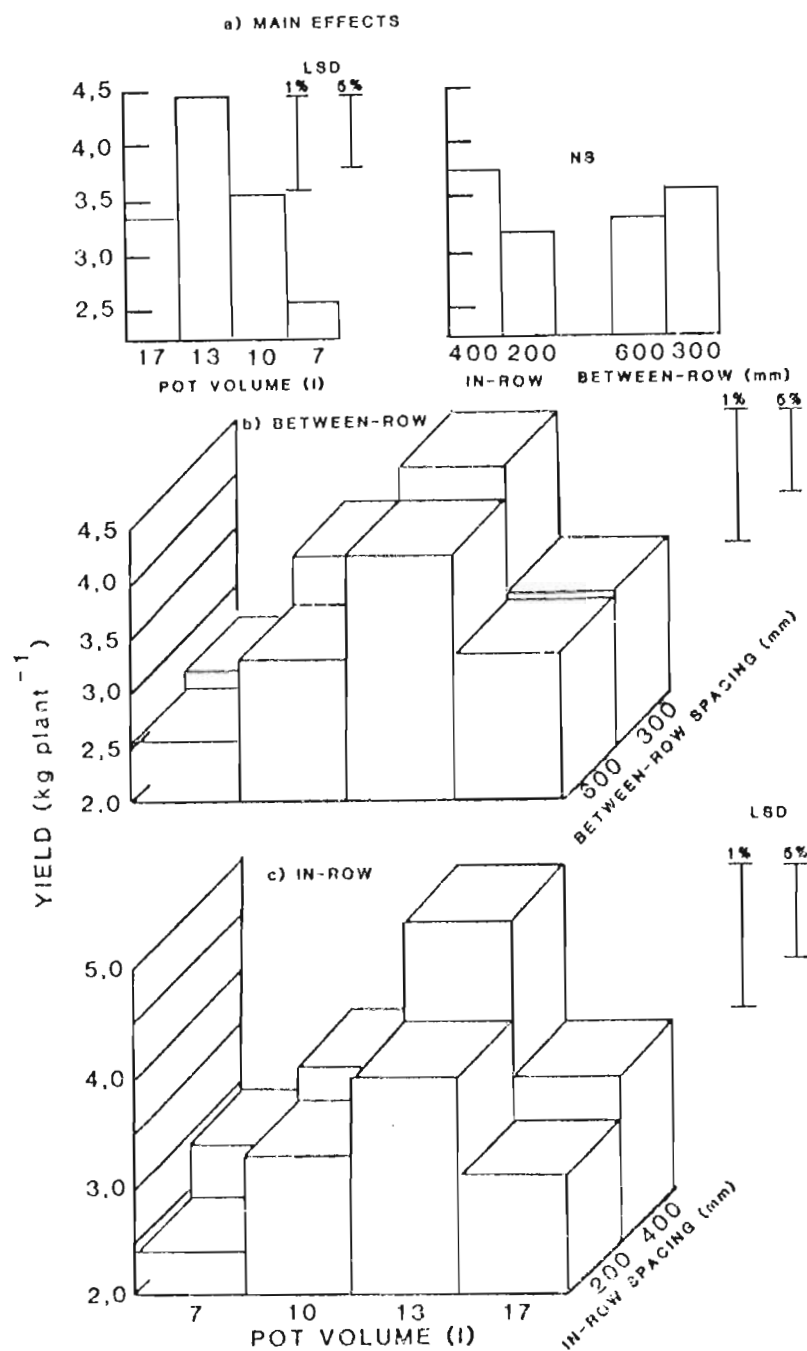 a) MAIN EFFECTS
LSD
1% 5%
4,5
4,0
3,5
3,0
2,5
17 13 10 7
POT VOLUME (l)
NS
400 200 600 300
IN-ROW BETWEEN-ROW (mm)
b) BETWEEN-ROW
1% 5%
4,5
4,0
3,5
3,0
2,5
2,0
600 300
BETWEEN-ROW SPACING (mm)
YIELD (kg plant⁻¹)
LSD
1% 5%
c) IN-ROW
5,0
4,0
3,0
2,0
7 10 13 17
POT VOLUME (l)
200 400
IN-ROW SPACING (mm)